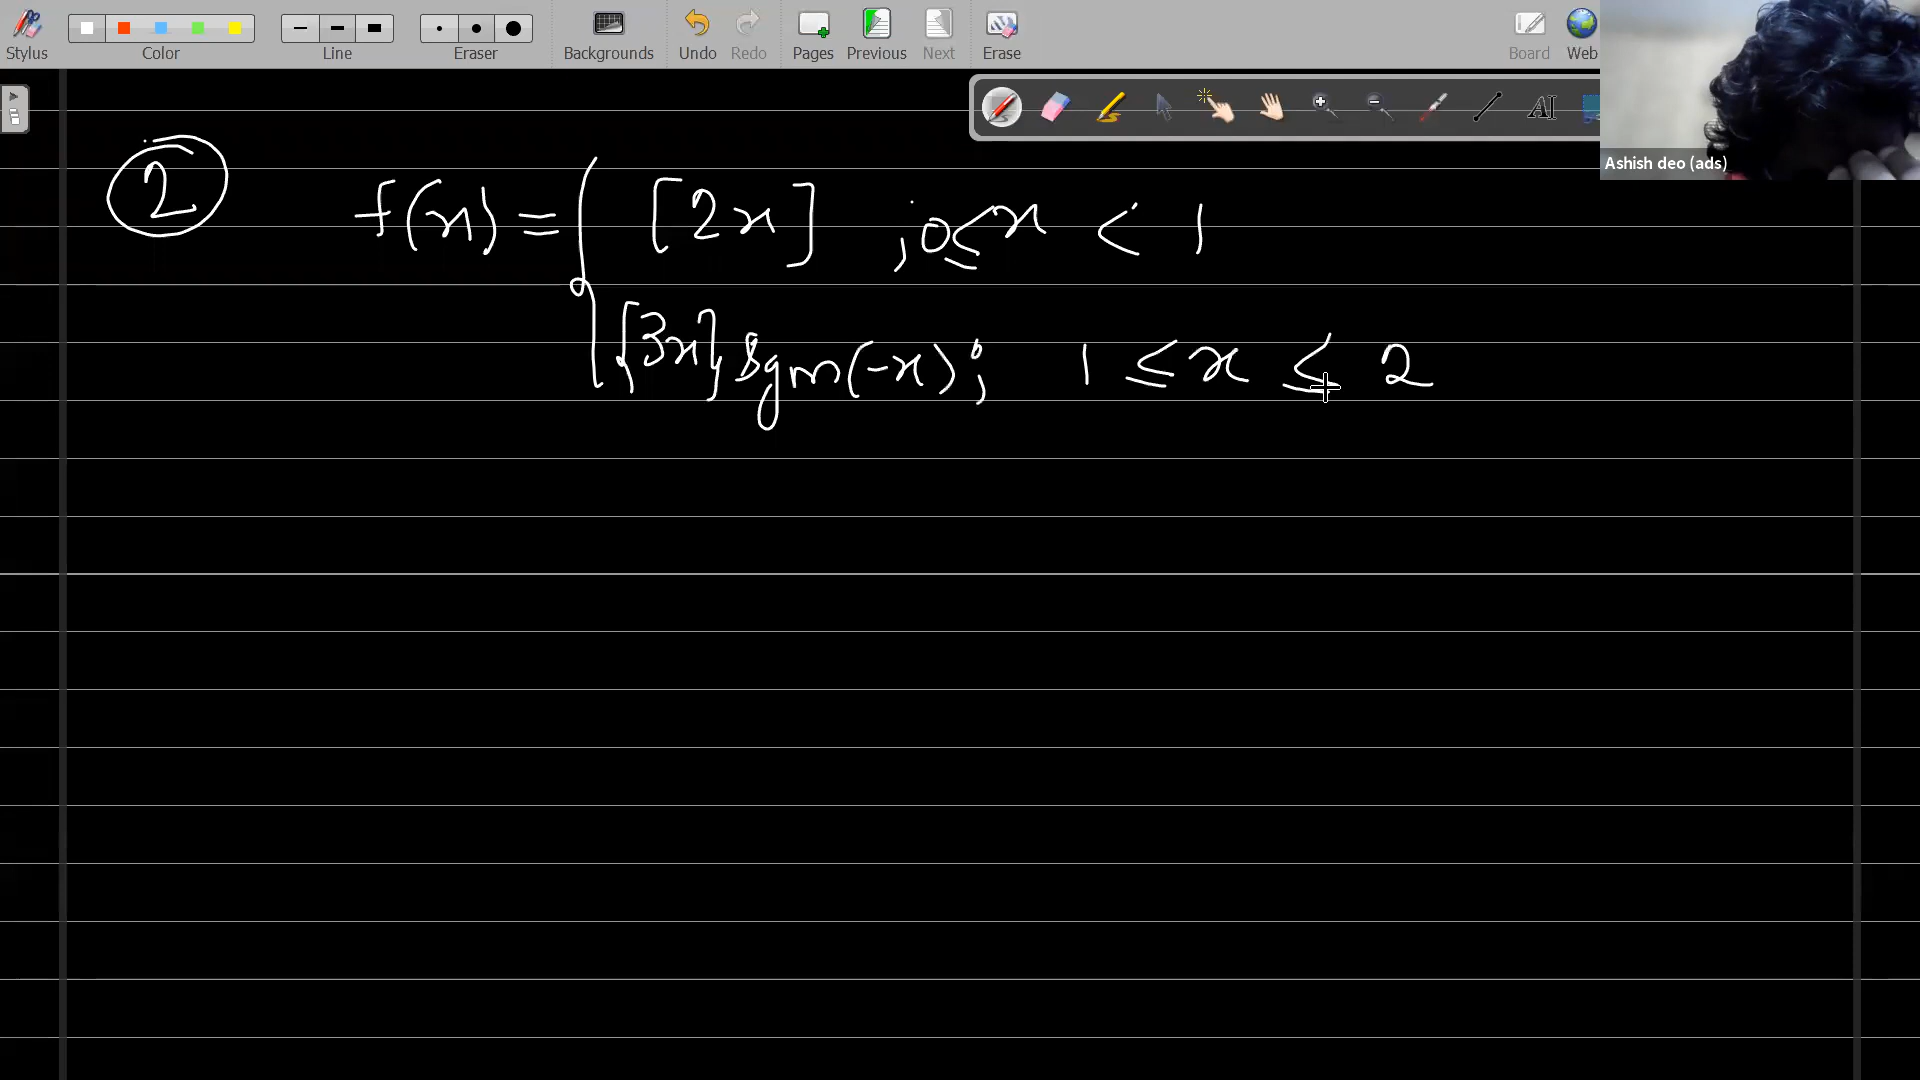 Stylus Color Line Eraser Backgrounds Undo Redo Pages Previous Next Erase Board Web
AI
Ashish deo (ads)
2 f(x) = { [2x] ; 0 ≤ x < 1
{3x} sgn(-x) ; 1 ≤ x ≤ 2